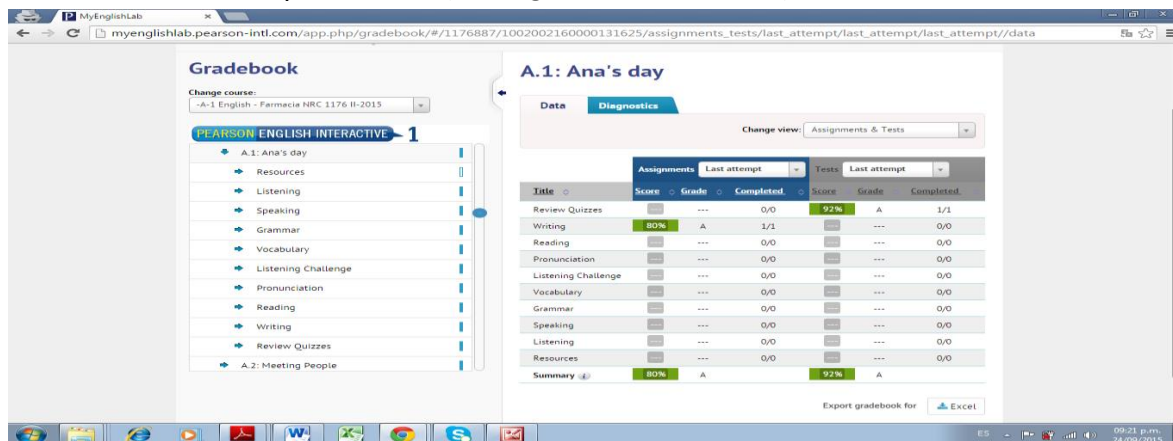 MyEnglishLab
myenglishlab.pearson-intl.com/app.php/gradebook/#/1176887/1002002160000131625/assignments_tests/last_attempt/last_attempt/last_attempt//data
Gradebook
Change course:
-A-1 English - Farmacia NRC 1176 II-2015
PEARSON ENGLISH INTERACTIVE 1
A.1: Ana's day
Resources
Listening
Speaking
Grammar
Vocabulary
Listening Challenge
Pronunciation
Reading
Writing
Review Quizzes
A.2: Meeting People
A.1: Ana's day
Data Diagnostics
Change view: Assignments & Tests
Assignments Last attempt Tests Last attempt
Title Score Grade Completed Score Grade Completed
Review Quizzes --- --- 0/0 92% A 1/1
Writing 80% A 1/1 --- --- 0/0
Reading --- --- 0/0 --- --- 0/0
Pronunciation --- --- 0/0 --- --- 0/0
Listening Challenge --- --- 0/0 --- --- 0/0
Vocabulary --- --- 0/0 --- --- 0/0
Grammar --- --- 0/0 --- --- 0/0
Speaking --- --- 0/0 --- --- 0/0
Listening --- --- 0/0 --- --- 0/0
Resources --- --- 0/0 --- --- 0/0
Summary 80% A 92% A
Export gradebook for Excel
ES 09:21 p.m.
24/09/2015